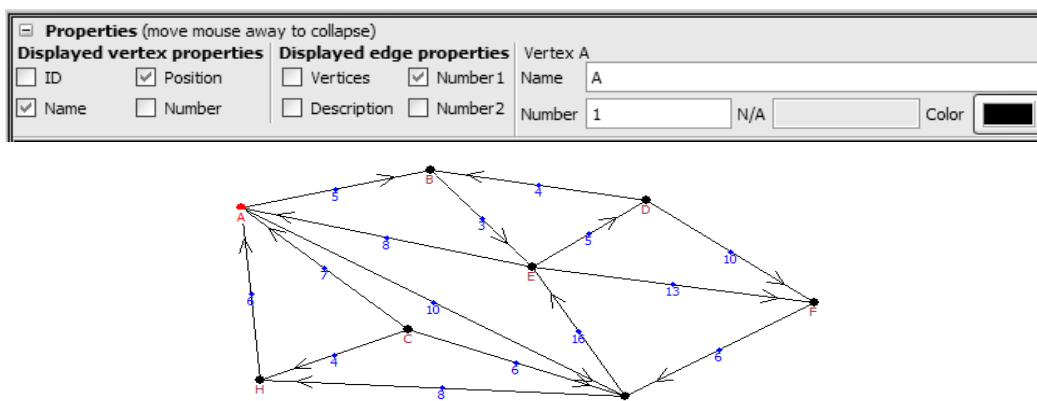 Properties (move mouse away to collapse)
Displayed vertex properties Displayed edge properties Vertex A
ID Position Vertices Number1 Name A
Name Number Description Number2 Number 1 N/A Color
B
5
4
A
D
3
8
5
E
10
7
13
6
10
F
16
C
4
6
6
H
8